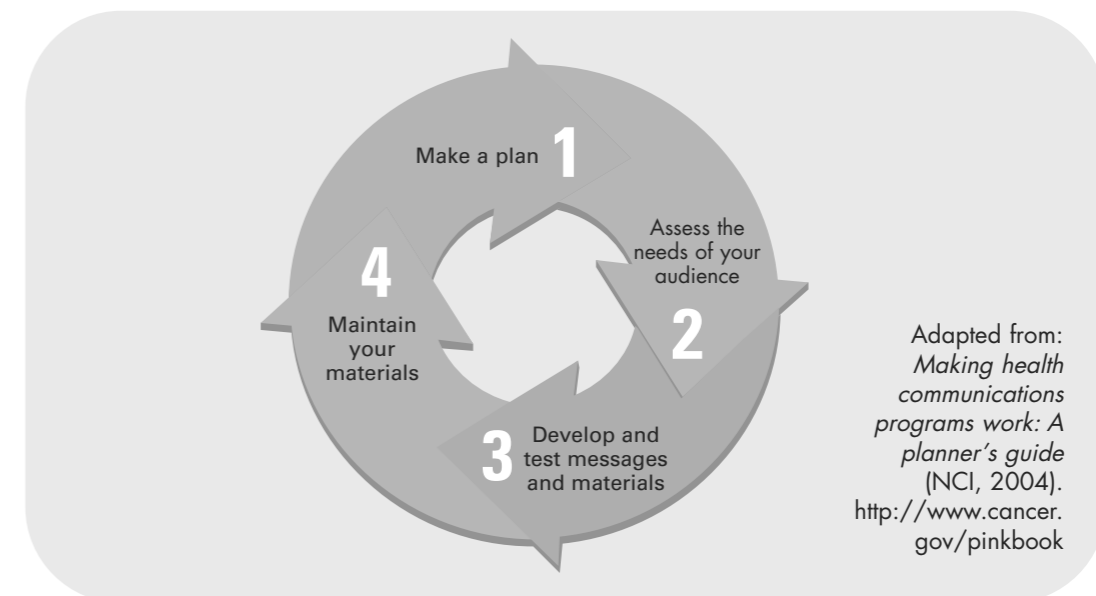 Make a plan 1
Assess the
needs of your
audience
2
3 Develop and
test messages
and materials
4
Maintain
your
materials
Adapted from:
Making health
communications
programs work: A
planner's guide
(NCI, 2004).
http://www.cancer.
gov/pinkbook